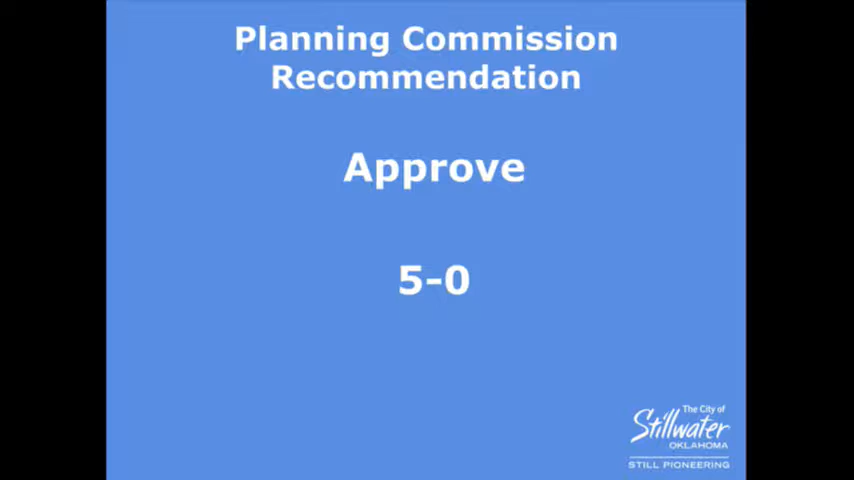 Planning Commission
Recommendation
Approve
5-0
The City of
Stillwater
OKLAHOMA
STILL PIONEERING